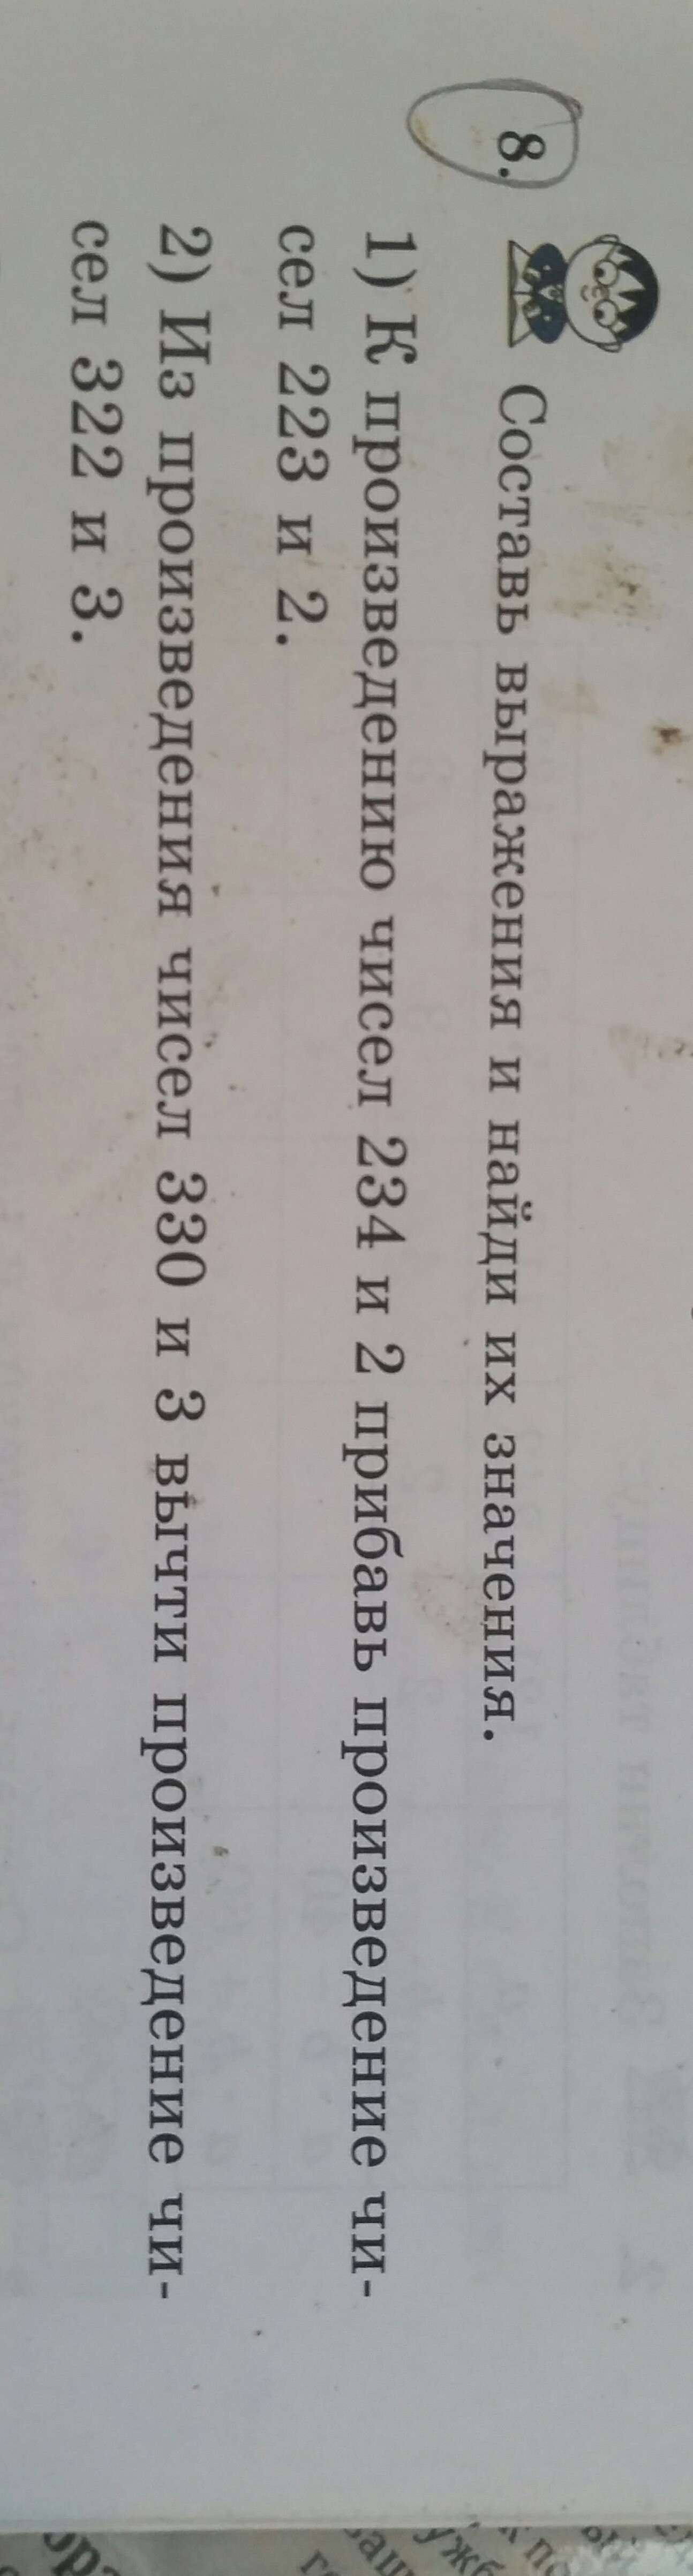 8. Составь выражения и найди их значения.
1) К произведению чисел 234 и 2 прибавь произведение чи-
сел 223 и 2.
2) Из произведения чисел 330 и 3 вычти произведение чи-
сел 322 и 3.